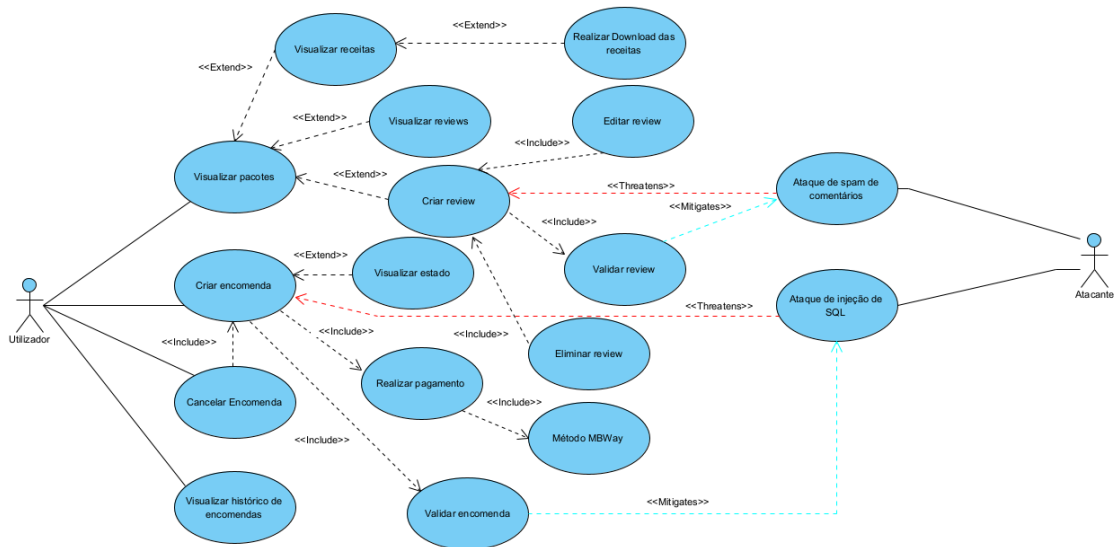 <<Extend>>
Realizar Download das
receitas
Visualizar receitas
<<Extend>>
<<Extend>>
Visualizar reviews
Editar review
<<Include>>
Visualizar pacotes
<<Extend>>
Criar review
<<Threatens>>
Ataque de spam de
comentários
<<Mitigates>>
<<Include>>
Validar review
<<Extend>>
Visualizar estado
Criar encomenda
Utilizador
Atacante
<<Threatens>>
Ataque de injeção de
SQL
<<Include>>
<<Include>>
Eliminar review
Realizar pagamento
Cancelar Encomenda
<<Include>>
Método MBWay
<<Include>>
Visualizar histórico de
encomendas
Validar encomenda
<<Mitigates>>